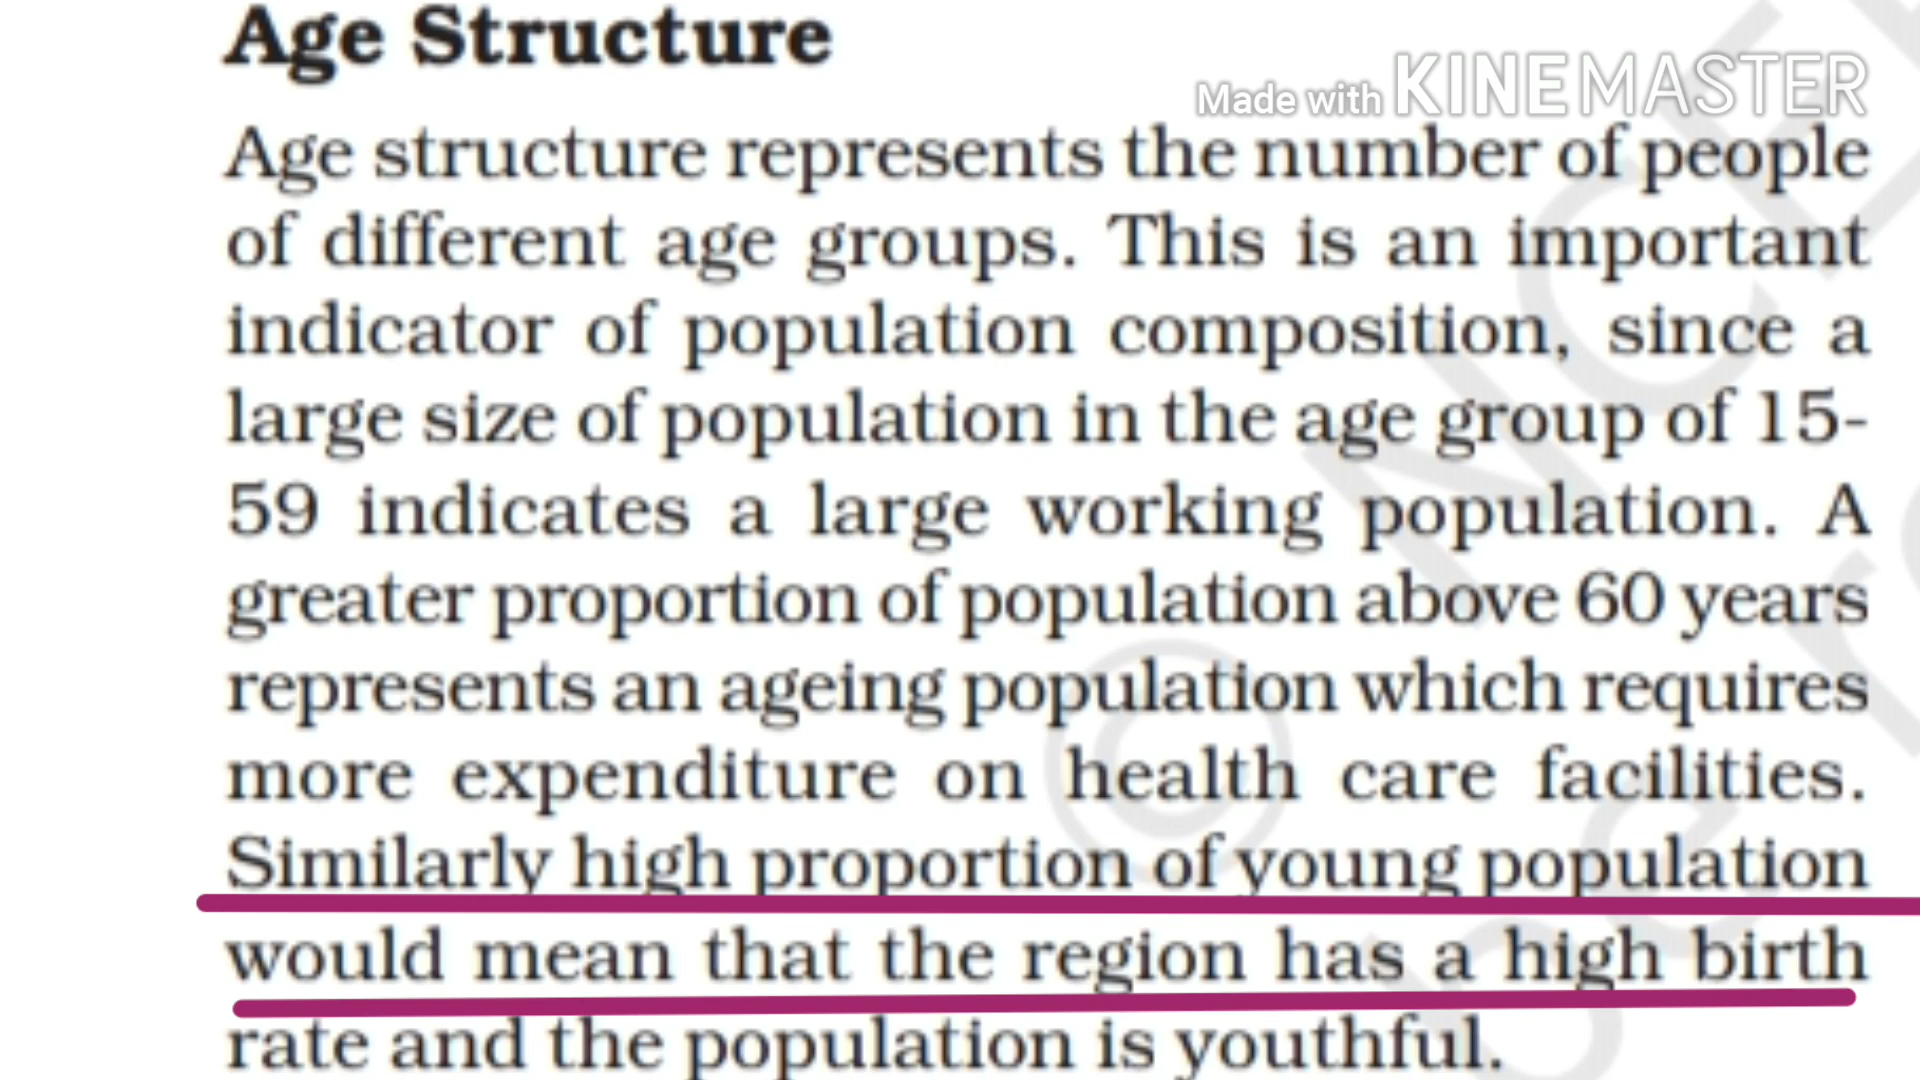 Age Structure
Made with KINEMASTER
Age structure represents the number of people
of different age groups. This is an important
indicator of population composition, since a
large size of population in the age group of 15-
59 indicates a large working population. A
greater proportion of population above 60 years
represents an ageing population which requires
more expenditure on health care facilities.
Similarly high proportion of young population
would mean that the region has a high birth
rate and the population is youthful.